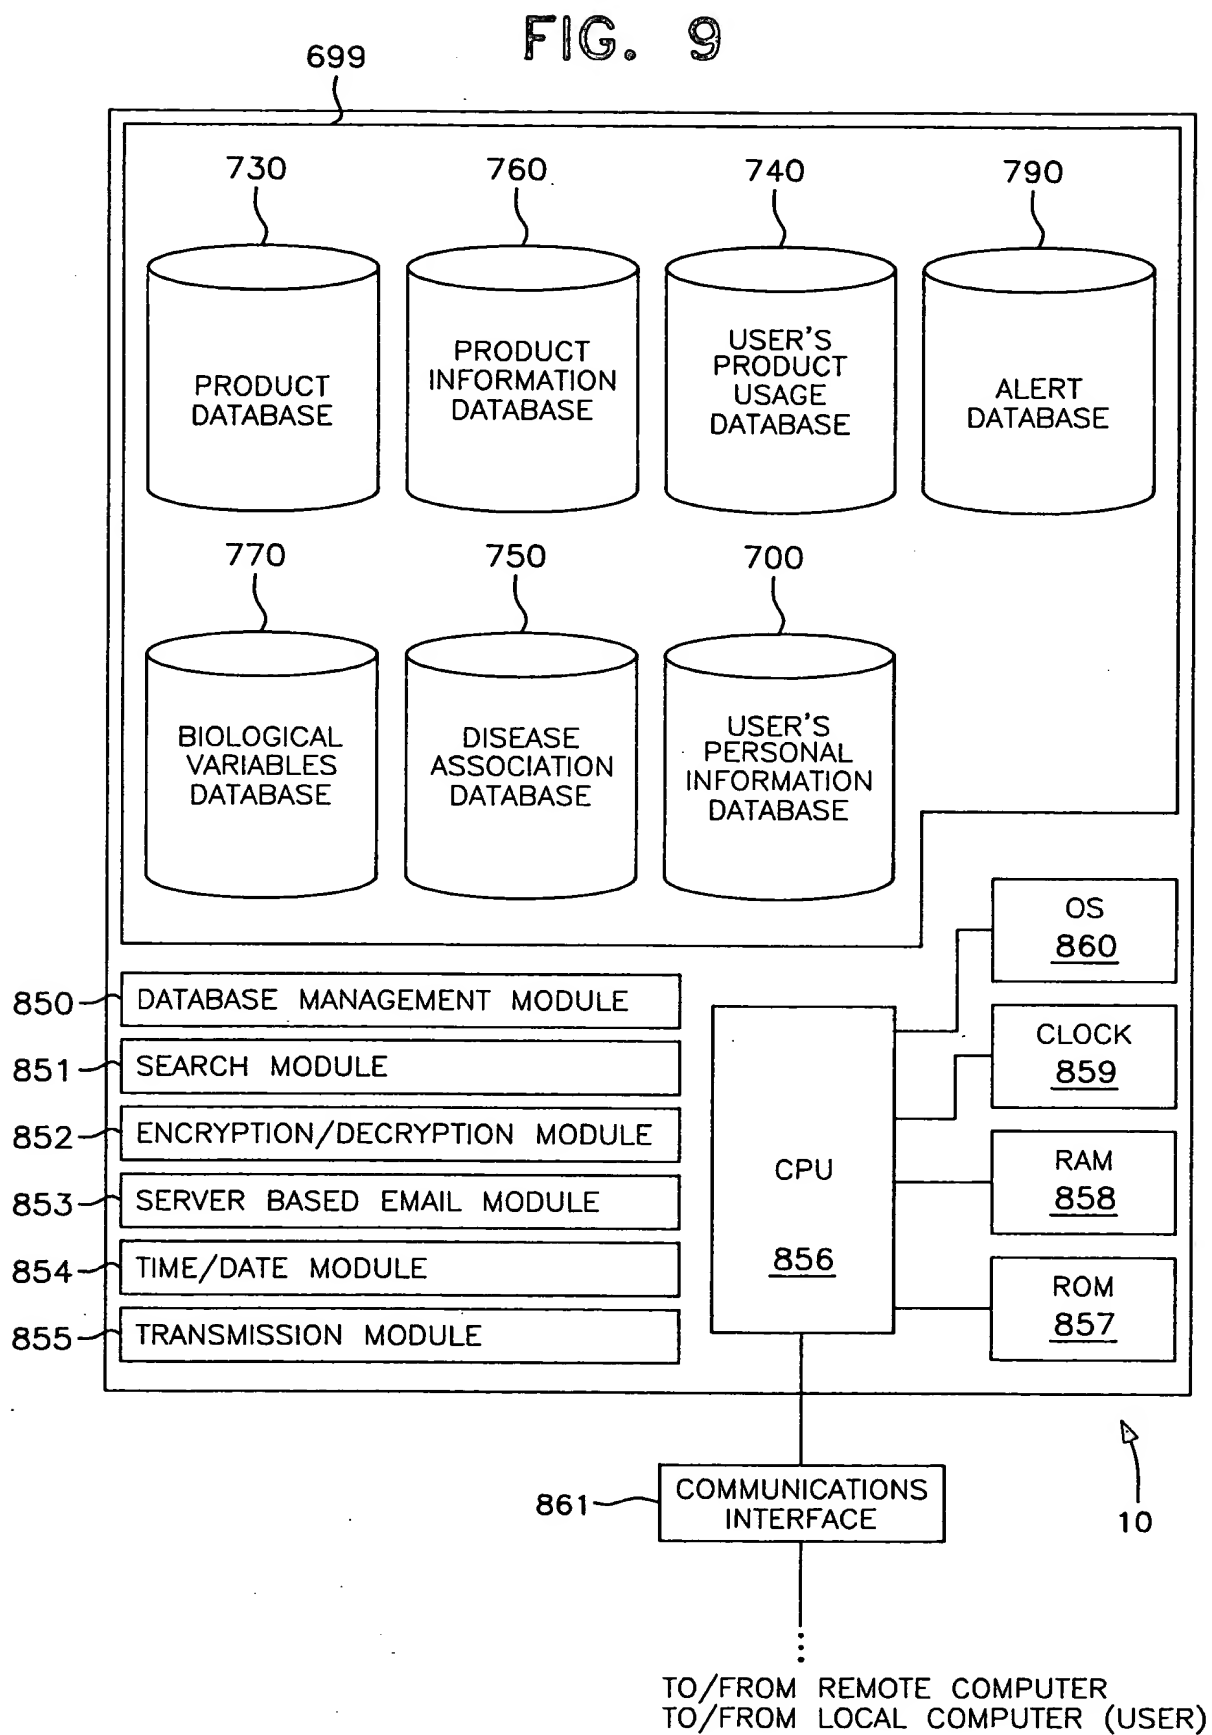 FIG. 9
699
730
760
740
790
PRODUCT
DATABASE
PRODUCT
INFORMATION
DATABASE
USER'S
PRODUCT
USAGE
DATABASE
ALERT
DATABASE
770
750
700
BIOLOGICAL
VARIABLES
DATABASE
DISEASE
ASSOCIATION
DATABASE
USER'S
PERSONAL
INFORMATION
DATABASE
850 DATABASE MANAGEMENT MODULE
851 SEARCH MODULE
852 ENCRYPTION/DECRYPTION MODULE
853 SERVER BASED EMAIL MODULE
854 TIME/DATE MODULE
855 TRANSMISSION MODULE
CPU
856
OS
860
CLOCK
859
RAM
858
ROM
857
10
861
COMMUNICATIONS
INTERFACE
TO/FROM REMOTE COMPUTER
TO/FROM LOCAL COMPUTER (USER)